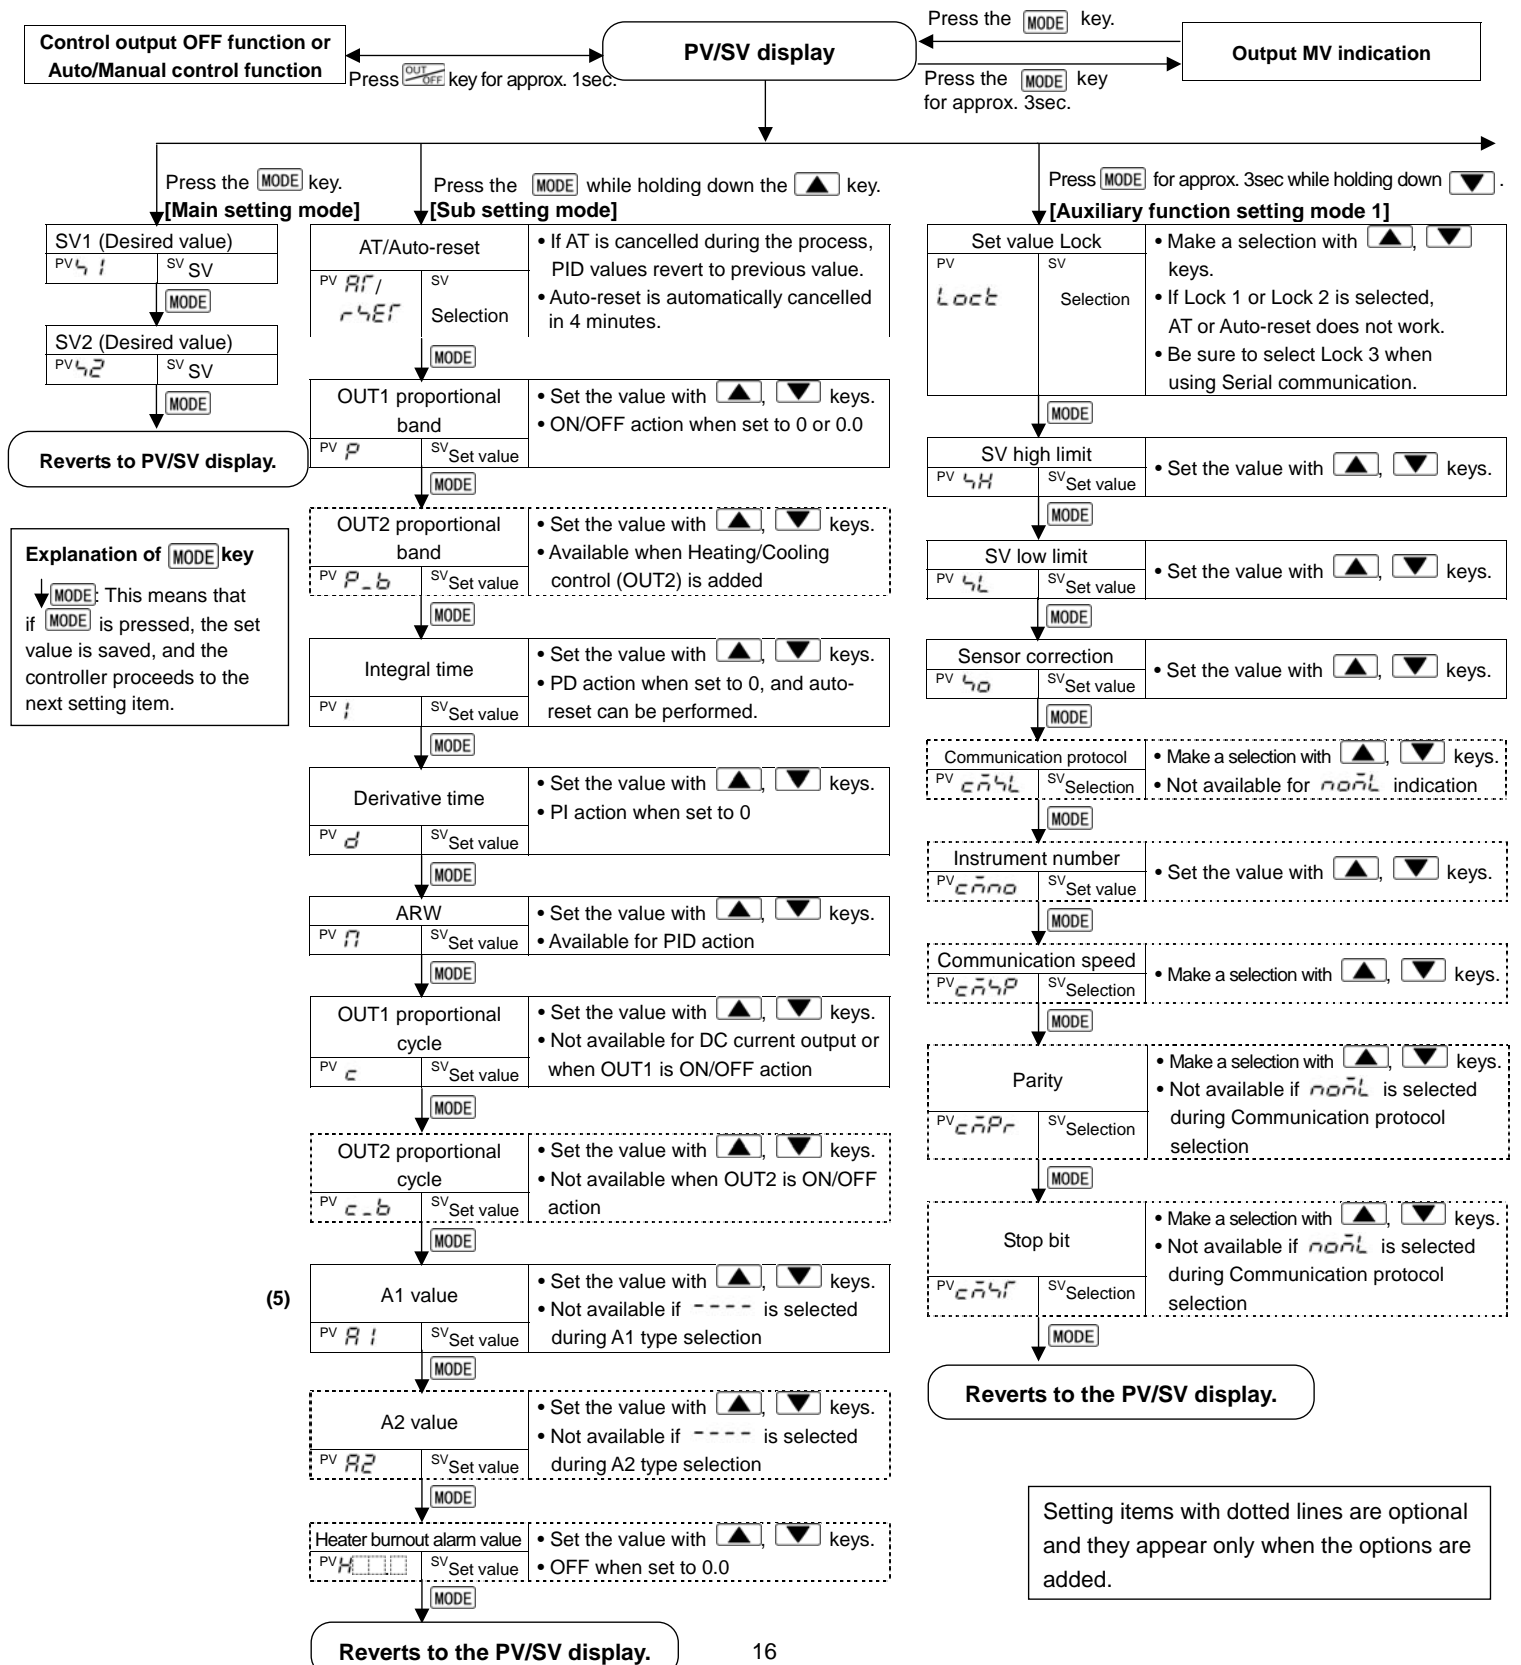 Control output OFF function or
Auto/Manual control function
Press OUT/OFF key for approx. 1sec.
PV/SV display
Press the MODE key.
Press the MODE key
for approx. 3sec.
Output MV indication
Press the MODE key.
[Main setting mode]
SV1 (Desired value)
PV SV SV
MODE
SV2 (Desired value)
PV SV SV
MODE
Reverts to PV/SV display.
Explanation of MODE key
MODE: This means that
if MODE is pressed, the set
value is saved, and the
controller proceeds to the
next setting item.
Press the MODE while holding down the ▲ key.
[Sub setting mode]
AT/Auto-reset
PV AT/ SV
rSET Selection
• If AT is cancelled during the process,
PID values revert to previous value.
• Auto-reset is automatically cancelled
in 4 minutes.
MODE
OUT1 proportional
band
PV P SV Set value
• Set the value with ▲, ▼ keys.
• ON/OFF action when set to 0 or 0.0
MODE
OUT2 proportional
band
PV P_b SV Set value
• Set the value with ▲, ▼ keys.
• Available when Heating/Cooling
control (OUT2) is added
MODE
Integral time
PV I SV Set value
• Set the value with ▲, ▼ keys.
• PD action when set to 0, and auto-
reset can be performed.
MODE
Derivative time
PV d SV Set value
• Set the value with ▲, ▼ keys.
• PI action when set to 0
MODE
ARW
PV SV Set value
• Set the value with ▲, ▼ keys.
• Available for PID action
MODE
OUT1 proportional
cycle
PV c SV Set value
• Set the value with ▲, ▼ keys.
• Not available for DC current output or
when OUT1 is ON/OFF action
MODE
OUT2 proportional
cycle
PV c_b SV Set value
• Set the value with ▲, ▼ keys.
• Not available when OUT2 is ON/OFF
action
MODE
(5)
A1 value
PV A1 SV Set value
• Set the value with ▲, ▼ keys.
• Not available if ---- is selected
during A1 type selection
MODE
A2 value
PV A2 SV Set value
• Set the value with ▲, ▼ keys.
• Not available if ---- is selected
during A2 type selection
MODE
Heater burnout alarm value
PV H SV Set value
• Set the value with ▲, ▼ keys.
• OFF when set to 0.0
MODE
Reverts to the PV/SV display.
Press MODE for approx. 3sec while holding down ▼.
[Auxiliary function setting mode 1]
Set value Lock
PV SV
Lock Selection
• Make a selection with ▲, ▼
keys.
• If Lock 1 or Lock 2 is selected,
AT or Auto-reset does not work.
• Be sure to select Lock 3 when
using Serial communication.
MODE
SV high limit
PV SH SV Set value
• Set the value with ▲, ▼ keys.
MODE
SV low limit
PV SL SV Set value
• Set the value with ▲, ▼ keys.
MODE
Sensor correction
PV So SV Set value
• Set the value with ▲, ▼ keys.
MODE
Communication protocol
PV cmSL SV Selection
• Make a selection with ▲, ▼ keys.
• Not available for nomL indication
MODE
Instrument number
PV cmno SV Set value
• Set the value with ▲, ▼ keys.
MODE
Communication speed
PV cmSP SV Selection
• Make a selection with ▲, ▼ keys.
MODE
Parity
PV cmPr SV Selection
• Make a selection with ▲, ▼ keys.
• Not available if nomL is selected
during Communication protocol
selection
MODE
Stop bit
PV cmST SV Selection
• Make a selection with ▲, ▼ keys.
• Not available if nomL is selected
during Communication protocol
selection
MODE
Reverts to the PV/SV display.
Setting items with dotted lines are optional
and they appear only when the options are
added.
16